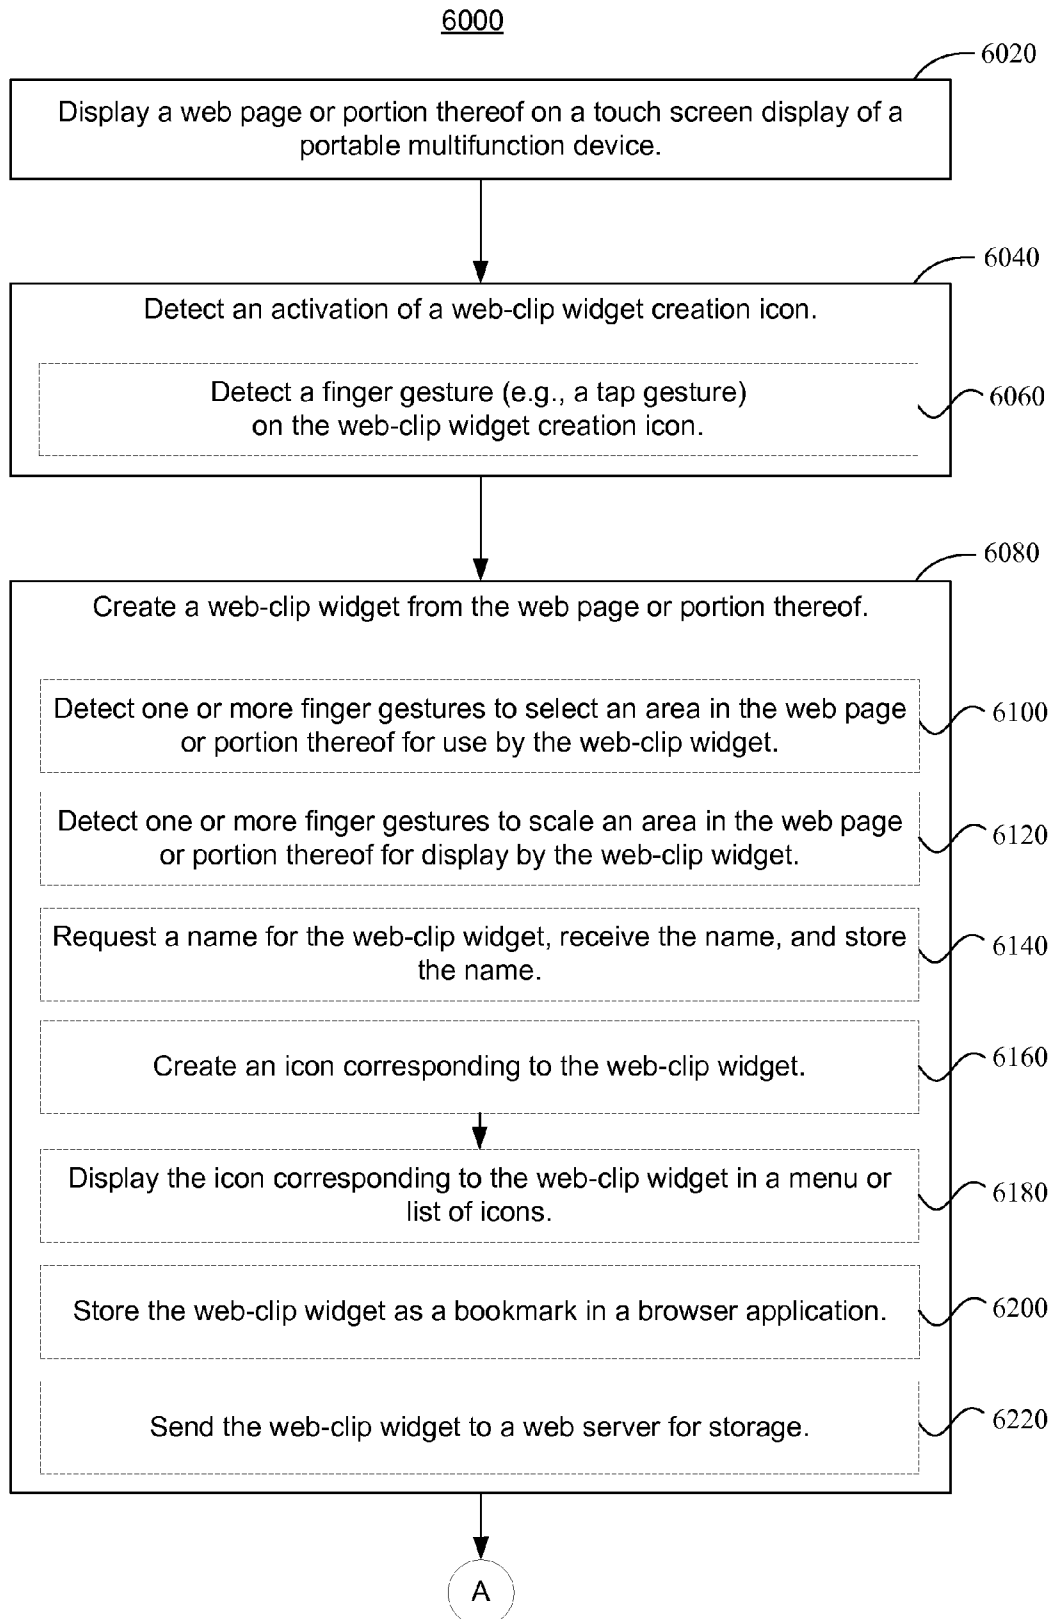 6000
6020
Display a web page or portion thereof on a touch screen display of a
portable multifunction device.
6040
Detect an activation of a web-clip widget creation icon.
Detect a finger gesture (e.g., a tap gesture)
on the web-clip widget creation icon.
6060
6080
Create a web-clip widget from the web page or portion thereof.
Detect one or more finger gestures to select an area in the web page
or portion thereof for use by the web-clip widget.
6100
Detect one or more finger gestures to scale an area in the web page
or portion thereof for display by the web-clip widget.
6120
Request a name for the web-clip widget, receive the name, and store
the name.
6140
Create an icon corresponding to the web-clip widget.
6160
Display the icon corresponding to the web-clip widget in a menu or
list of icons.
6180
Store the web-clip widget as a bookmark in a browser application.
6200
Send the web-clip widget to a web server for storage.
6220
A